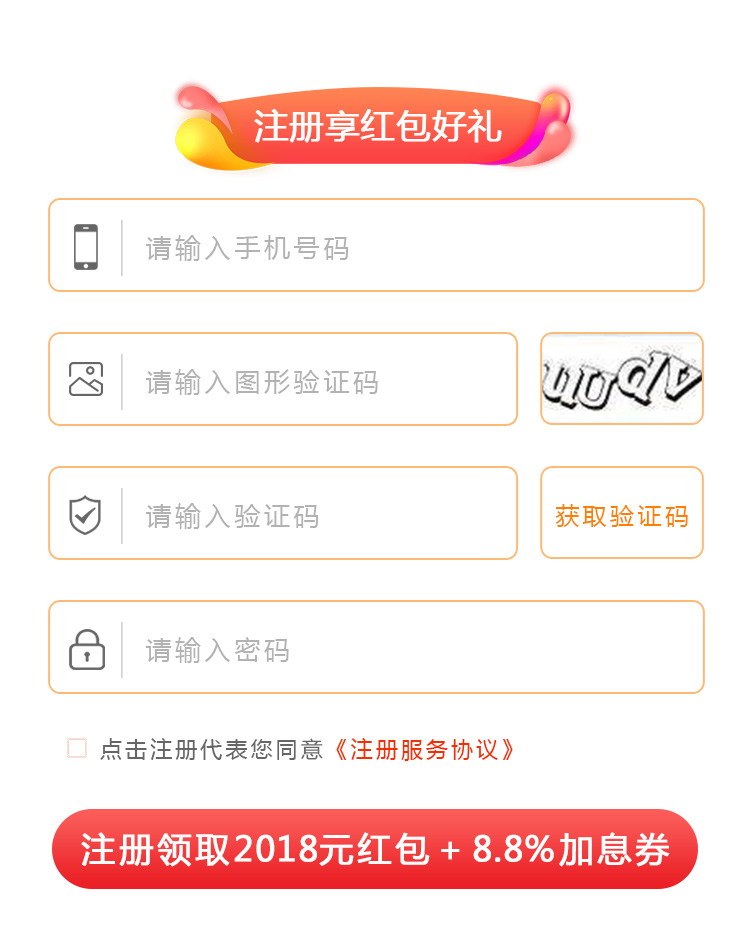 注册享红包好礼
请输入手机号码
请输入图形验证码
请输入验证码
获取验证码
请输入密码
点击注册代表您同意《注册服务协议》
注册领取2018元红包 + 8.8%加息券